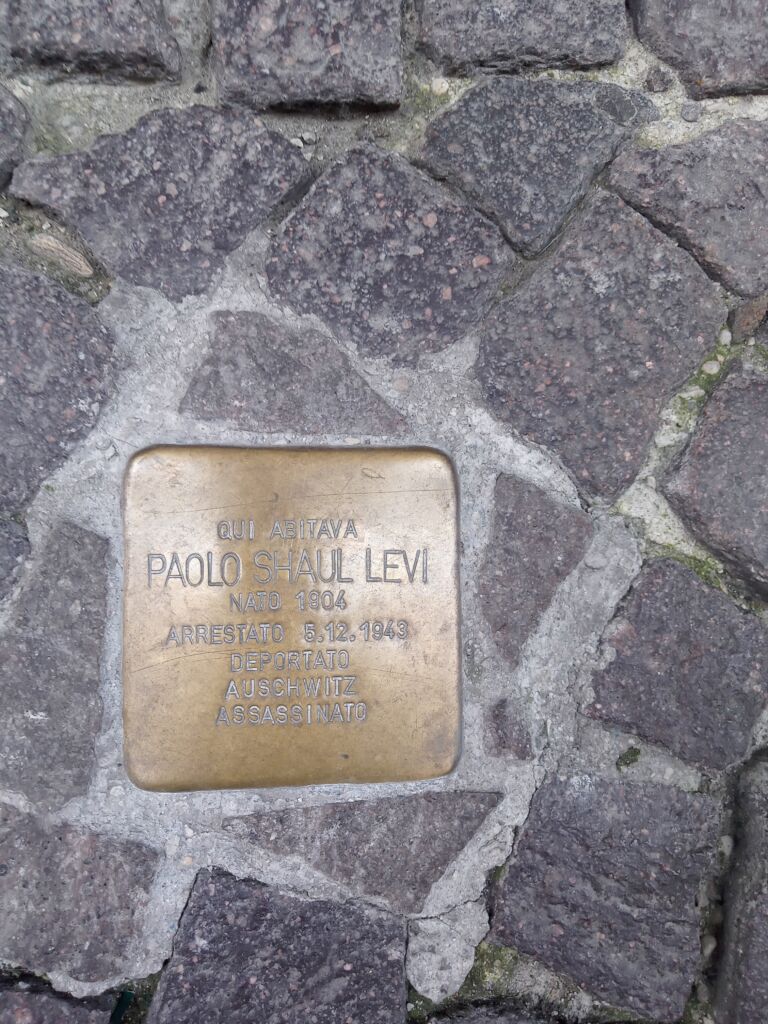 QUI ABITAVA
PAOLO SHAUL LEVI
NATO 1904
ARRESTATO 5.12.1943
DEPORTATO
AUSCHWITZ
ASSASSINATO